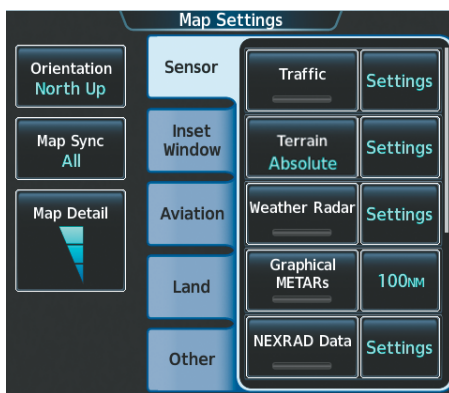 Map Settings
Orientation
North Up
Map Sync
All
Map Detail
Sensor
Inset
Window
Aviation
Land
Other
Traffic
Settings
Terrain
Absolute
Settings
Weather Radar
Settings
Graphical
METARs
100NM
NEXRAD Data
Settings